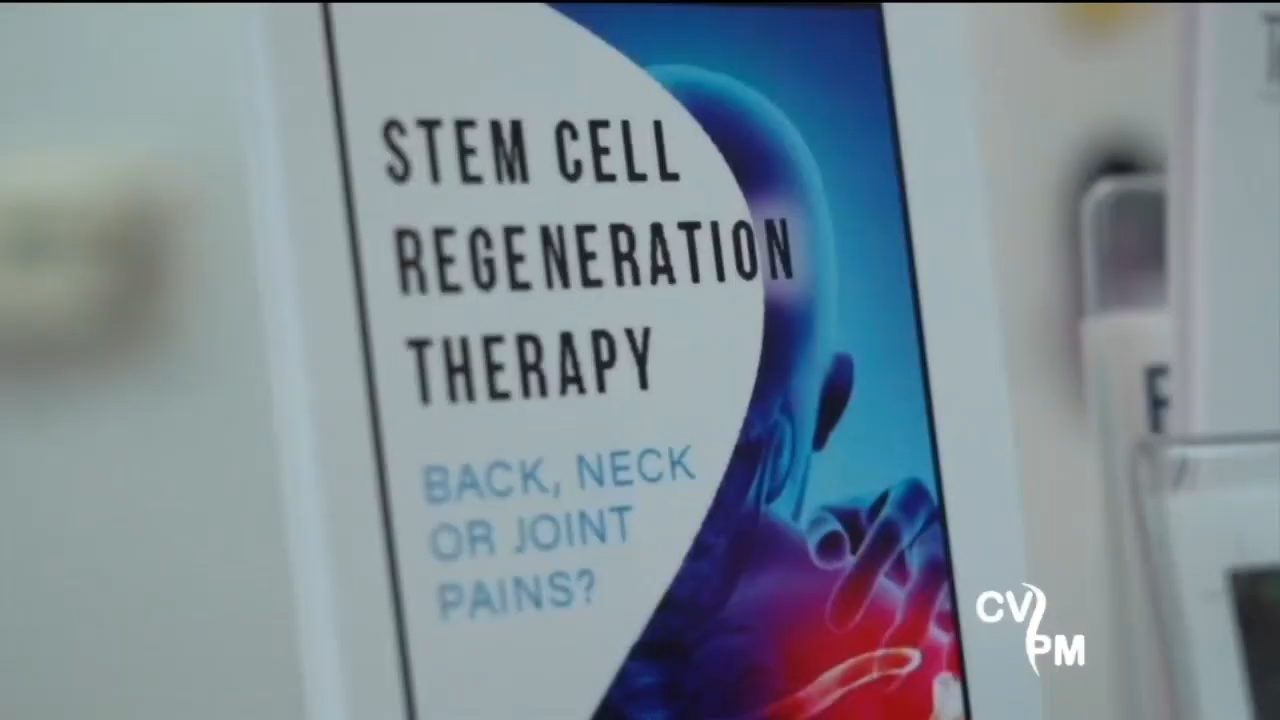 STEM CELL
REGENERATION
THERAPY
BACK, NECK
OR JOINT
PAINS?
CV
PM